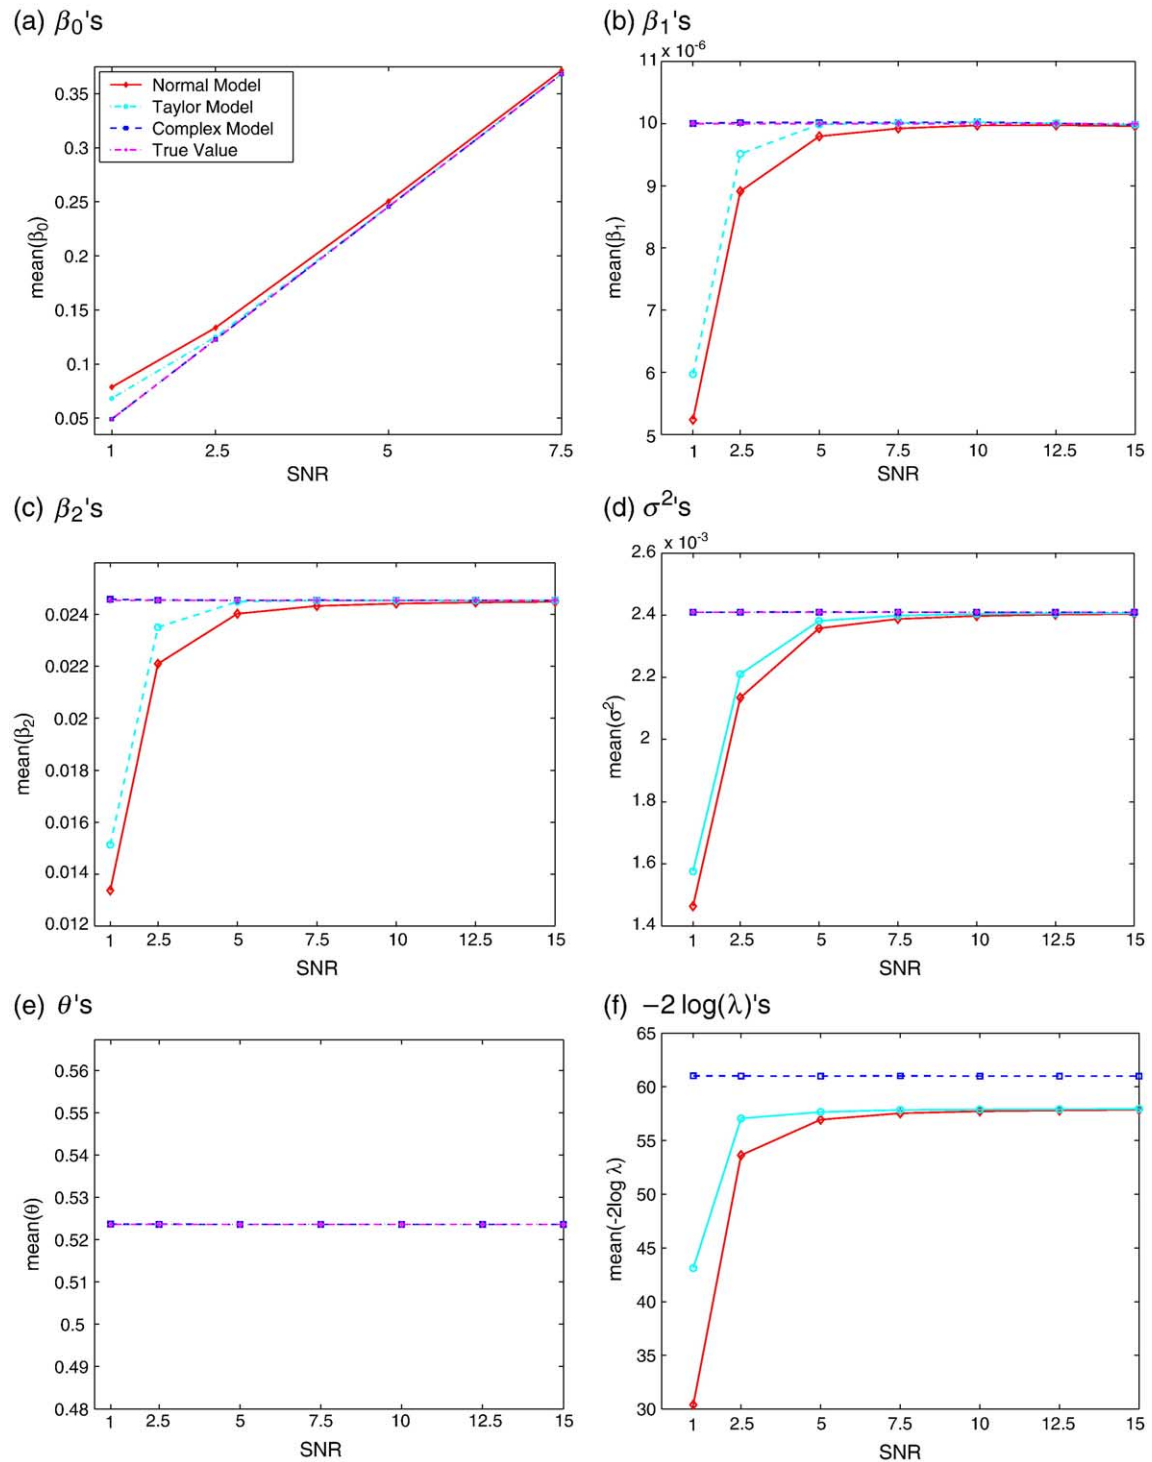 (a) β₀'s
Normal Model
Taylor Model
Complex Model
True Value
0.35
0.3
0.25
0.2
0.15
0.1
0.05
mean(β₀)
1 2.5 5 7.5
SNR
(b) β₁'s
x 10⁻⁶
11
10
9
8
7
6
5
mean(β₁)
1 2.5 5 7.5 10 12.5 15
SNR
(c) β₂'s
0.024
0.022
0.02
0.018
0.016
0.014
0.012
mean(β₂)
1 2.5 5 7.5 10 12.5 15
SNR
(d) σ²'s
x 10⁻³
2.6
2.4
2.2
2
1.8
1.6
1.4
mean(σ²)
1 2.5 5 7.5 10 12.5 15
SNR
(e) θ's
0.56
0.55
0.54
0.53
0.52
0.51
0.5
0.49
0.48
mean(θ)
1 2.5 5 7.5 10 12.5 15
SNR
(f) −2 log(λ)'s
65
60
55
50
45
40
35
30
mean(-2log λ)
1 2.5 5 7.5 10 12.5 15
SNR